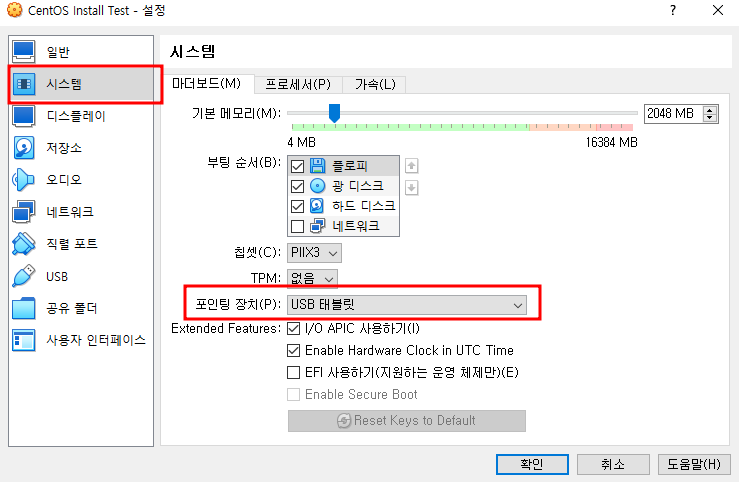 CentOS Install Test - 설정
? ×
일반
시스템
디스플레이
저장소
오디오
네트워크
직렬 포트
USB
공유 폴더
사용자 인터페이스
시스템
마더보드(M) 프로세서(P) 가속(L)
기본 메모리(M): 2048 MB
4 MB 16384 MB
부팅 순서(B): 플로피
광 디스크
하드 디스크
네트워크
칩셋(C): PIIX3
TPM: 없음
포인팅 장치(P): USB 태블릿
Extended Features: I/O APIC 사용하기(I)
Enable Hardware Clock in UTC Time
EFI 사용하기(지원하는 운영 체제만)(E)
Enable Secure Boot
Reset Keys to Default
확인 취소 도움말(H)